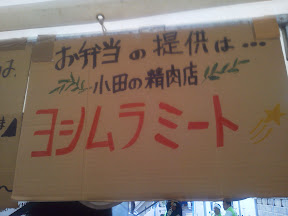 お弁当の提供は…
小田の精肉店
ヨシムラミート
は、